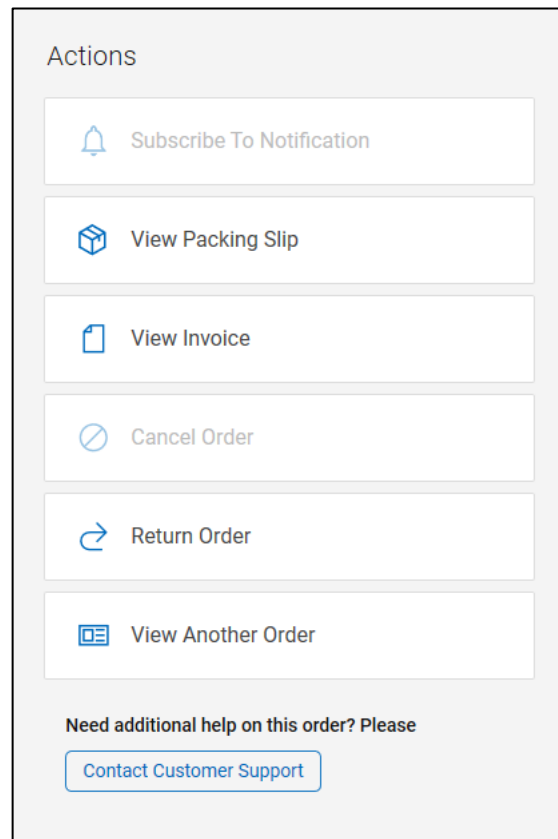 Actions
Subscribe To Notification
View Packing Slip
View Invoice
Cancel Order
Return Order
View Another Order
Need additional help on this order? Please
Contact Customer Support